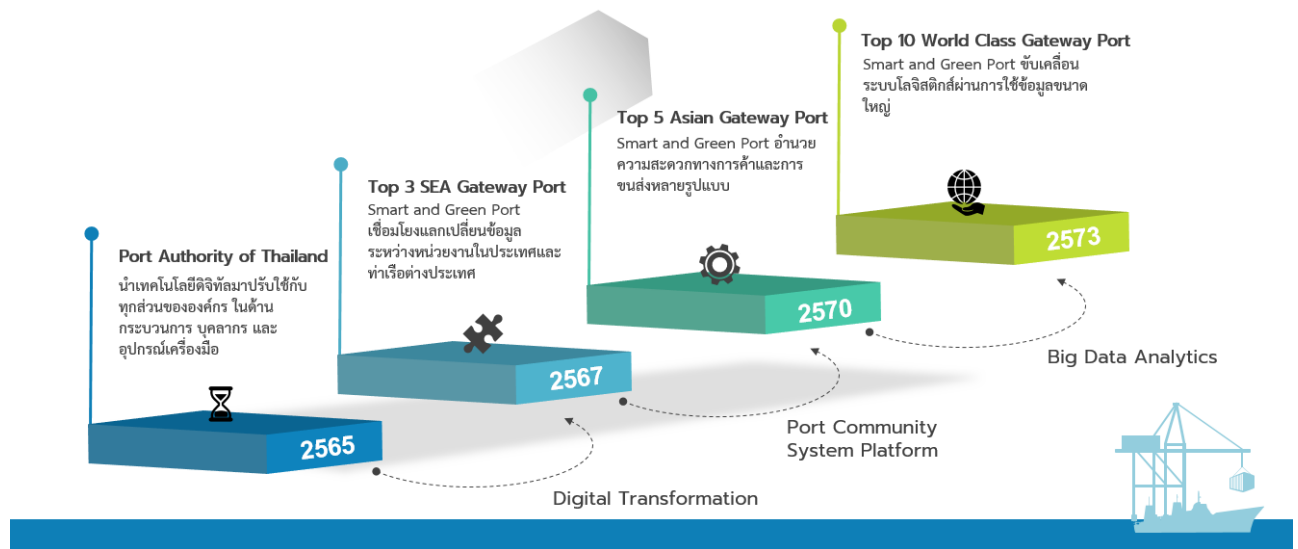 Port Authority of Thailand
นำเทคโนโลยีดิจิทัลมาปรับใช้กับ
ทุกส่วนขององค์กร ในด้าน
กระบวนการ บุคลากร และ
อุปกรณ์เครื่องมือ
2565
Digital Transformation
Top 3 SEA Gateway Port
Smart and Green Port
เชื่อมโยงแลกเปลี่ยนข้อมูล
ระหว่างหน่วยงานในประเทศและ
ท่าเรือต่างประเทศ
2567
Port Community
System Platform
Top 5 Asian Gateway Port
Smart and Green Port อำนวย
ความสะดวกทางการค้าและการ
ขนส่งหลายรูปแบบ
2570
Big Data Analytics
Top 10 World Class Gateway Port
Smart and Green Port ขับเคลื่อน
ระบบโลจิสติกส์ผ่านการใช้ข้อมูลขนาด
ใหญ่
2573